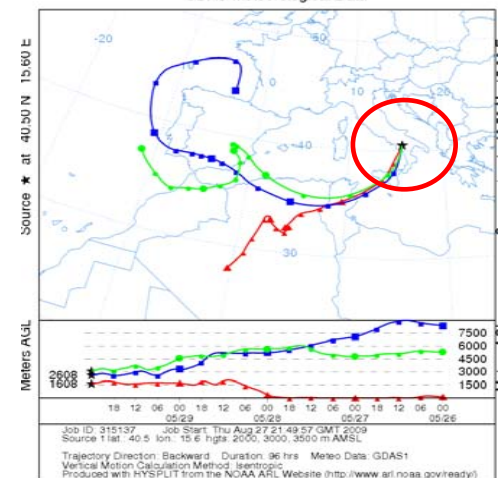 Source ★ at 40.50 N 15.60 E
-20
-10
0
10
20
50
40
30
Meters AGL
2608
1608
7500
6000
4500
3000
1500
18 12 06 00 18 12 06 00 18 12 06 00 18 12 06 00
05/29 05/28 05/27 05/26
Job ID: 315137 Job Start: Thu Aug 27 21:49:57 GMT 2009
Source 1 lat.: 40.5 lon.: 15.6 hgts: 2000, 3000, 3500 m AMSL
Trajectory Direction: Backward Duration: 96 hrs Meteo Data: GDAS1
Vertical Motion Calculation Method: Isentropic
Produced with HYSPLIT from the NOAA ARL Website (http://www.arl.noaa.gov/ready/)